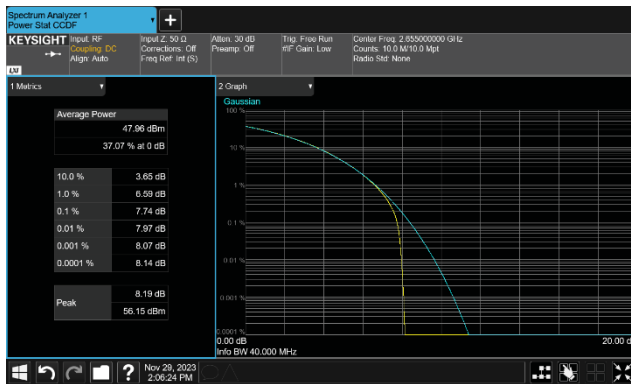 Spectrum Analyzer 1
Power Stat CCDF
KEYSIGHT
Input: RF
Coupling: DC
Align: Auto
Input Z: 50 Ω
Corrections: Off
Freq Ref: Int (S)
Atten: 30 dB
Preamp: Off
Trig: Free Run
#IF Gain: Low
Center Freq: 2.655000000 GHz
Counts: 10.0 M/10.0 Mpt
Radio Std: None
LXI
1 Metrics
Average Power
47.96 dBm
37.07 % at 0 dB
10.0 % 3.65 dB
1.0 % 6.59 dB
0.1 % 7.74 dB
0.01 % 7.97 dB
0.001 % 8.07 dB
0.0001 % 8.14 dB
Peak
8.19 dB
56.15 dBm
2 Graph
Gaussian
100 %
10 %
1 %
0.1 %
0.01 %
0.001 %
0.0001 %
0.00 dB
20.00 d
Info BW 40.000 MHz
?
Nov 29, 2023
2:06:24 PM